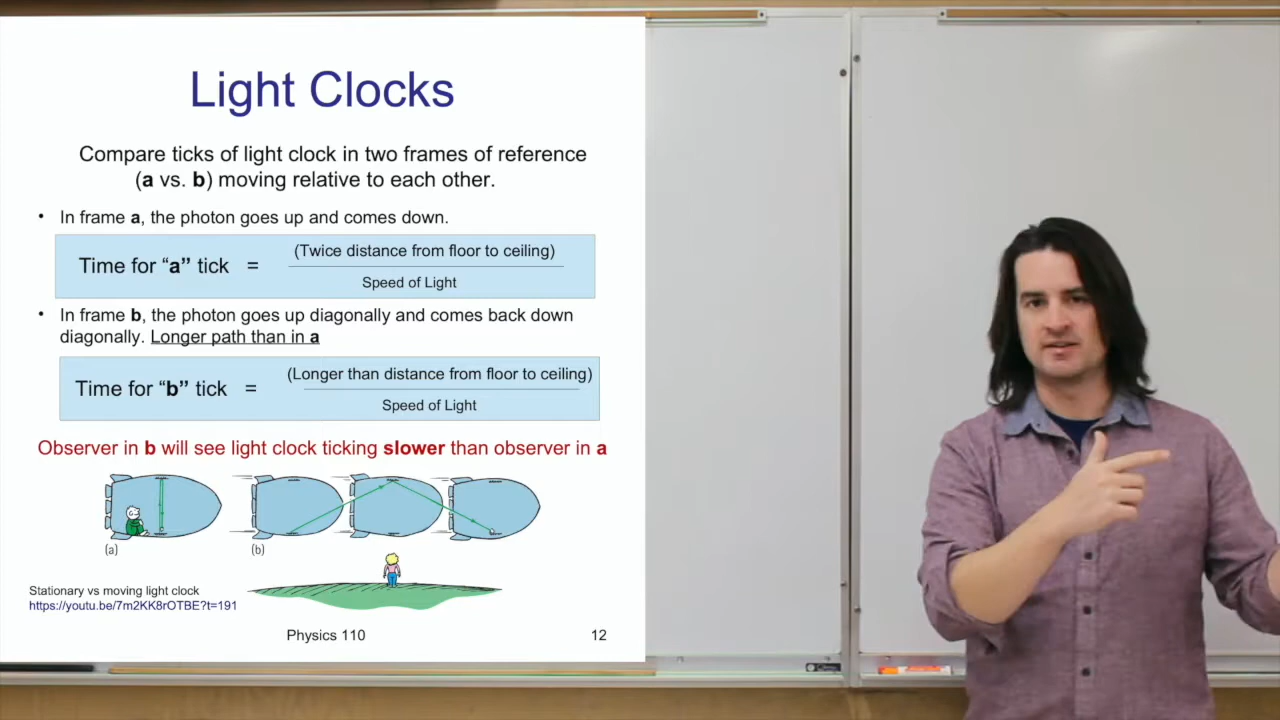 Light Clocks
Compare ticks of light clock in two frames of reference
(a vs. b) moving relative to each other.
• In frame a, the photon goes up and comes down.
Time for “a” tick = (Twice distance from floor to ceiling)
Speed of Light
• In frame b, the photon goes up diagonally and comes back down
diagonally. Longer path than in a
Time for “b” tick = (Longer than distance from floor to ceiling)
Speed of Light
Observer in b will see light clock ticking slower than observer in a
(a)
(b)
Stationary vs moving light clock
https://youtu.be/7m2KK8rOTBE?t=191
Physics 110
12